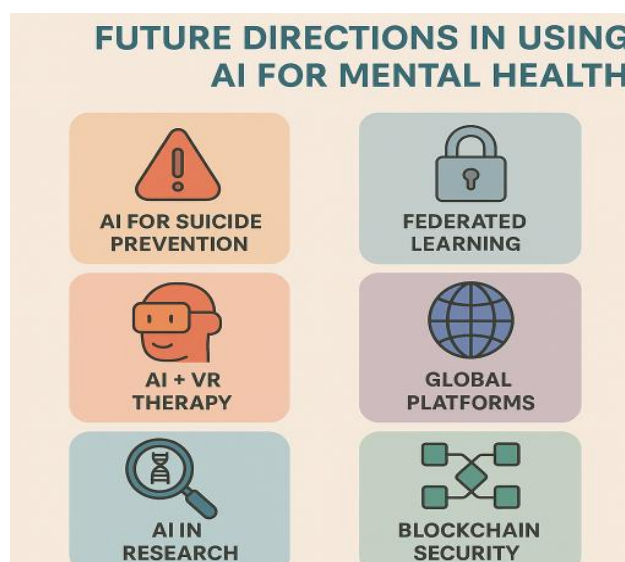 FUTURE DIRECTIONS IN USING
AI FOR MENTAL HEALTH
AI FOR SUICIDE
PREVENTION
FEDERATED
LEARNING
AI + VR
THERAPY
GLOBAL
PLATFORMS
AI IN
RESEARCH
BLOCKCHAIN
SECURITY